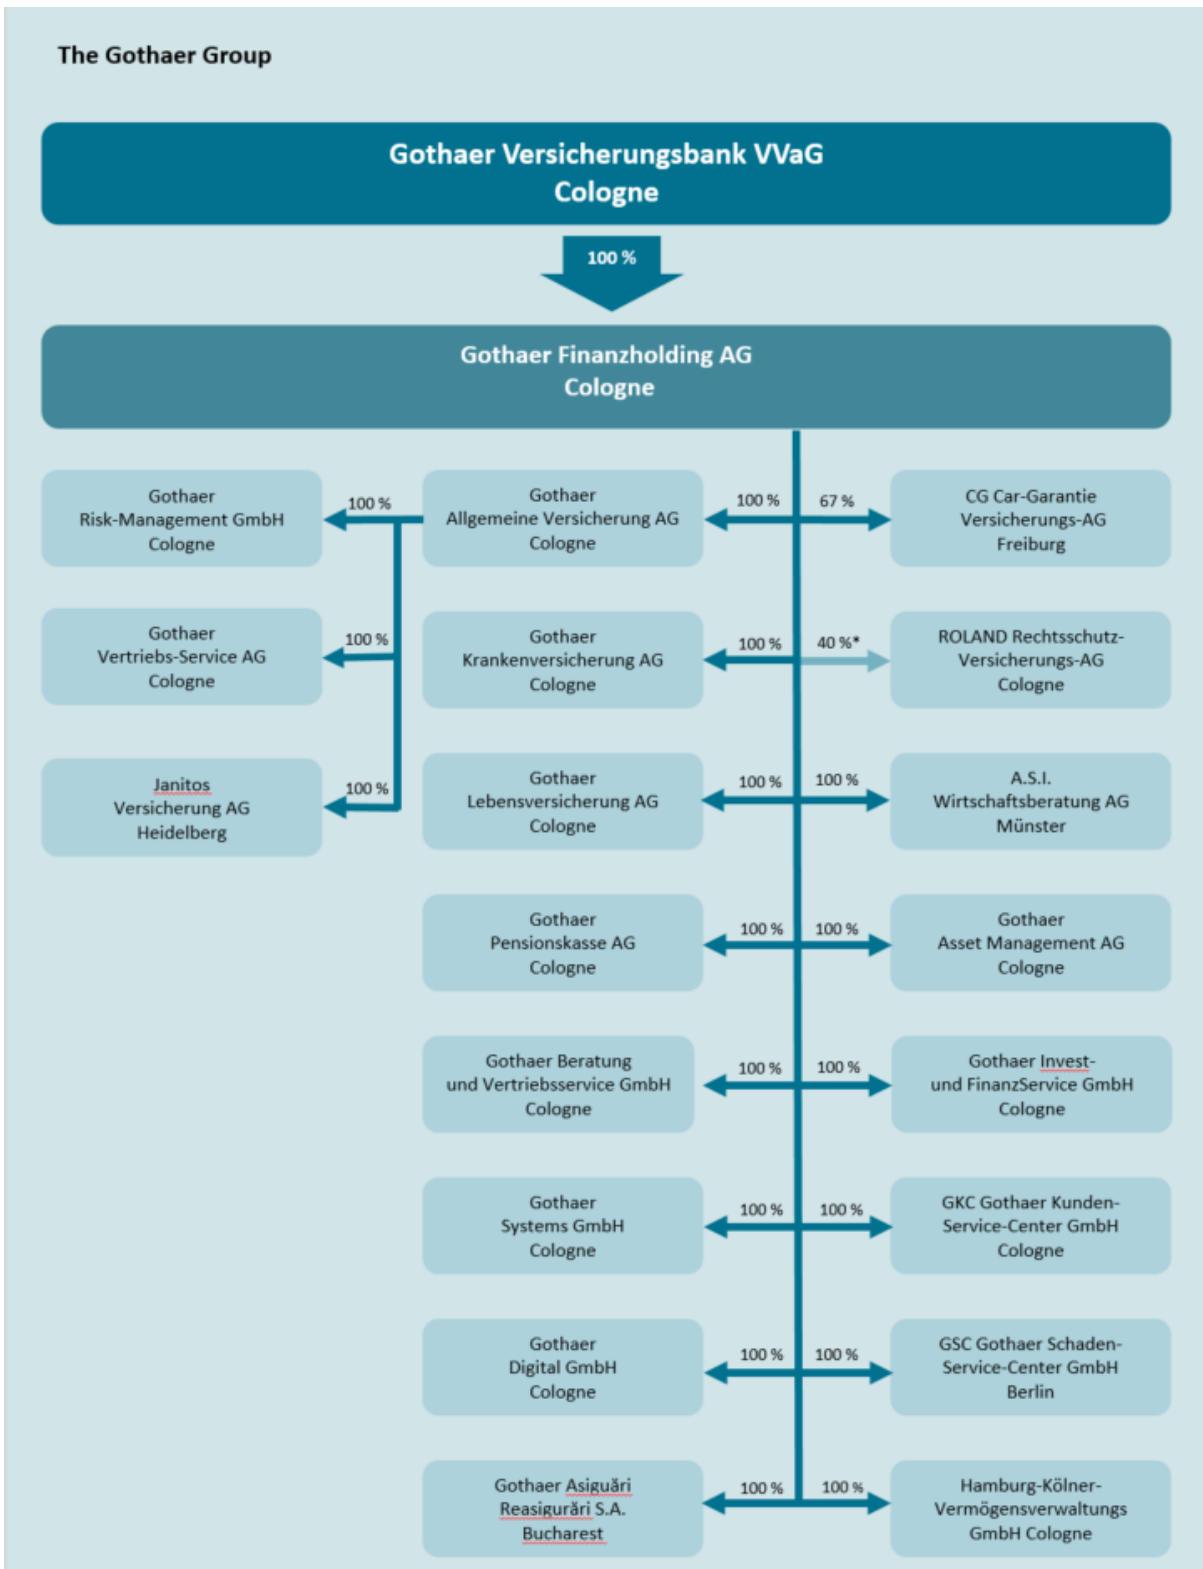 The Gothaer Group
Gothaer Versicherungsbank VVaG
Cologne
100 %
Gothaer Finanzholding AG
Cologne
Gothaer
Risk-Management GmbH
Cologne
100 %
Gothaer
Allgemeine Versicherung AG
Cologne
100 %
67 %
CG Car-Garantie
Versicherungs-AG
Freiburg
Gothaer
Vertriebs-Service AG
Cologne
100 %
Gothaer
Krankenversicherung AG
Cologne
100 %
40 %*
ROLAND Rechtsschutz-
Versicherungs-AG
Cologne
Janitos
Versicherung AG
Heidelberg
100 %
Gothaer
Lebensversicherung AG
Cologne
100 %
100 %
A.S.I.
Wirtschaftsberatung AG
Münster
Gothaer
Pensionskasse AG
Cologne
100 %
100 %
Gothaer
Asset Management AG
Cologne
Gothaer Beratung
und Vertriebsservice GmbH
Cologne
100 %
100 %
Gothaer Invest-
und FinanzService GmbH
Cologne
Gothaer
Systems GmbH
Cologne
100 %
100 %
GKC Gothaer Kunden-
Service-Center GmbH
Cologne
Gothaer
Digital GmbH
Cologne
100 %
100 %
GSC Gothaer Schaden-
Service-Center GmbH
Berlin
Gothaer Asiguări
Reasigurări S.A.
Bucharest
100 %
100 %
Hamburg-Kölner-
Vermögensverwaltungs
GmbH Cologne